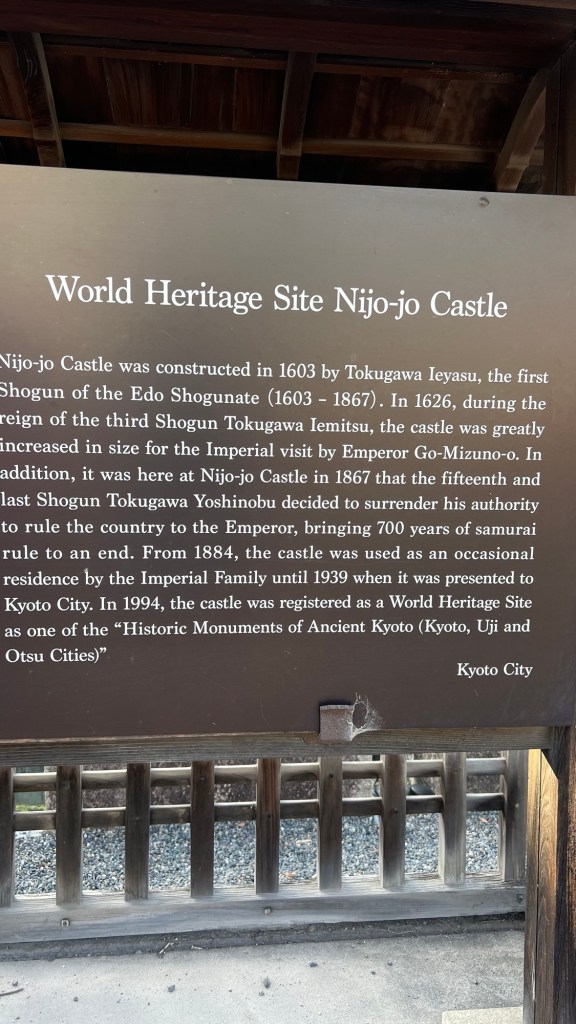 World Heritage Site Nijo-jo Castle
Nijo-jo Castle was constructed in 1603 by Tokugawa Ieyasu, the first
Shogun of the Edo Shogunate (1603 – 1867). In 1626, during the
reign of the third Shogun Tokugawa Iemitsu, the castle was greatly
increased in size for the Imperial visit by Emperor Go-Mizuno-o. In
addition, it was here at Nijo-jo Castle in 1867 that the fifteenth and
last Shogun Tokugawa Yoshinobu decided to surrender his authority
to rule the country to the Emperor, bringing 700 years of samurai
rule to an end. From 1884, the castle was used as an occasional
residence by the Imperial Family until 1939 when it was presented to
Kyoto City. In 1994, the castle was registered as a World Heritage Site
as one of the “Historic Monuments of Ancient Kyoto (Kyoto, Uji and
Otsu Cities)”
Kyoto City